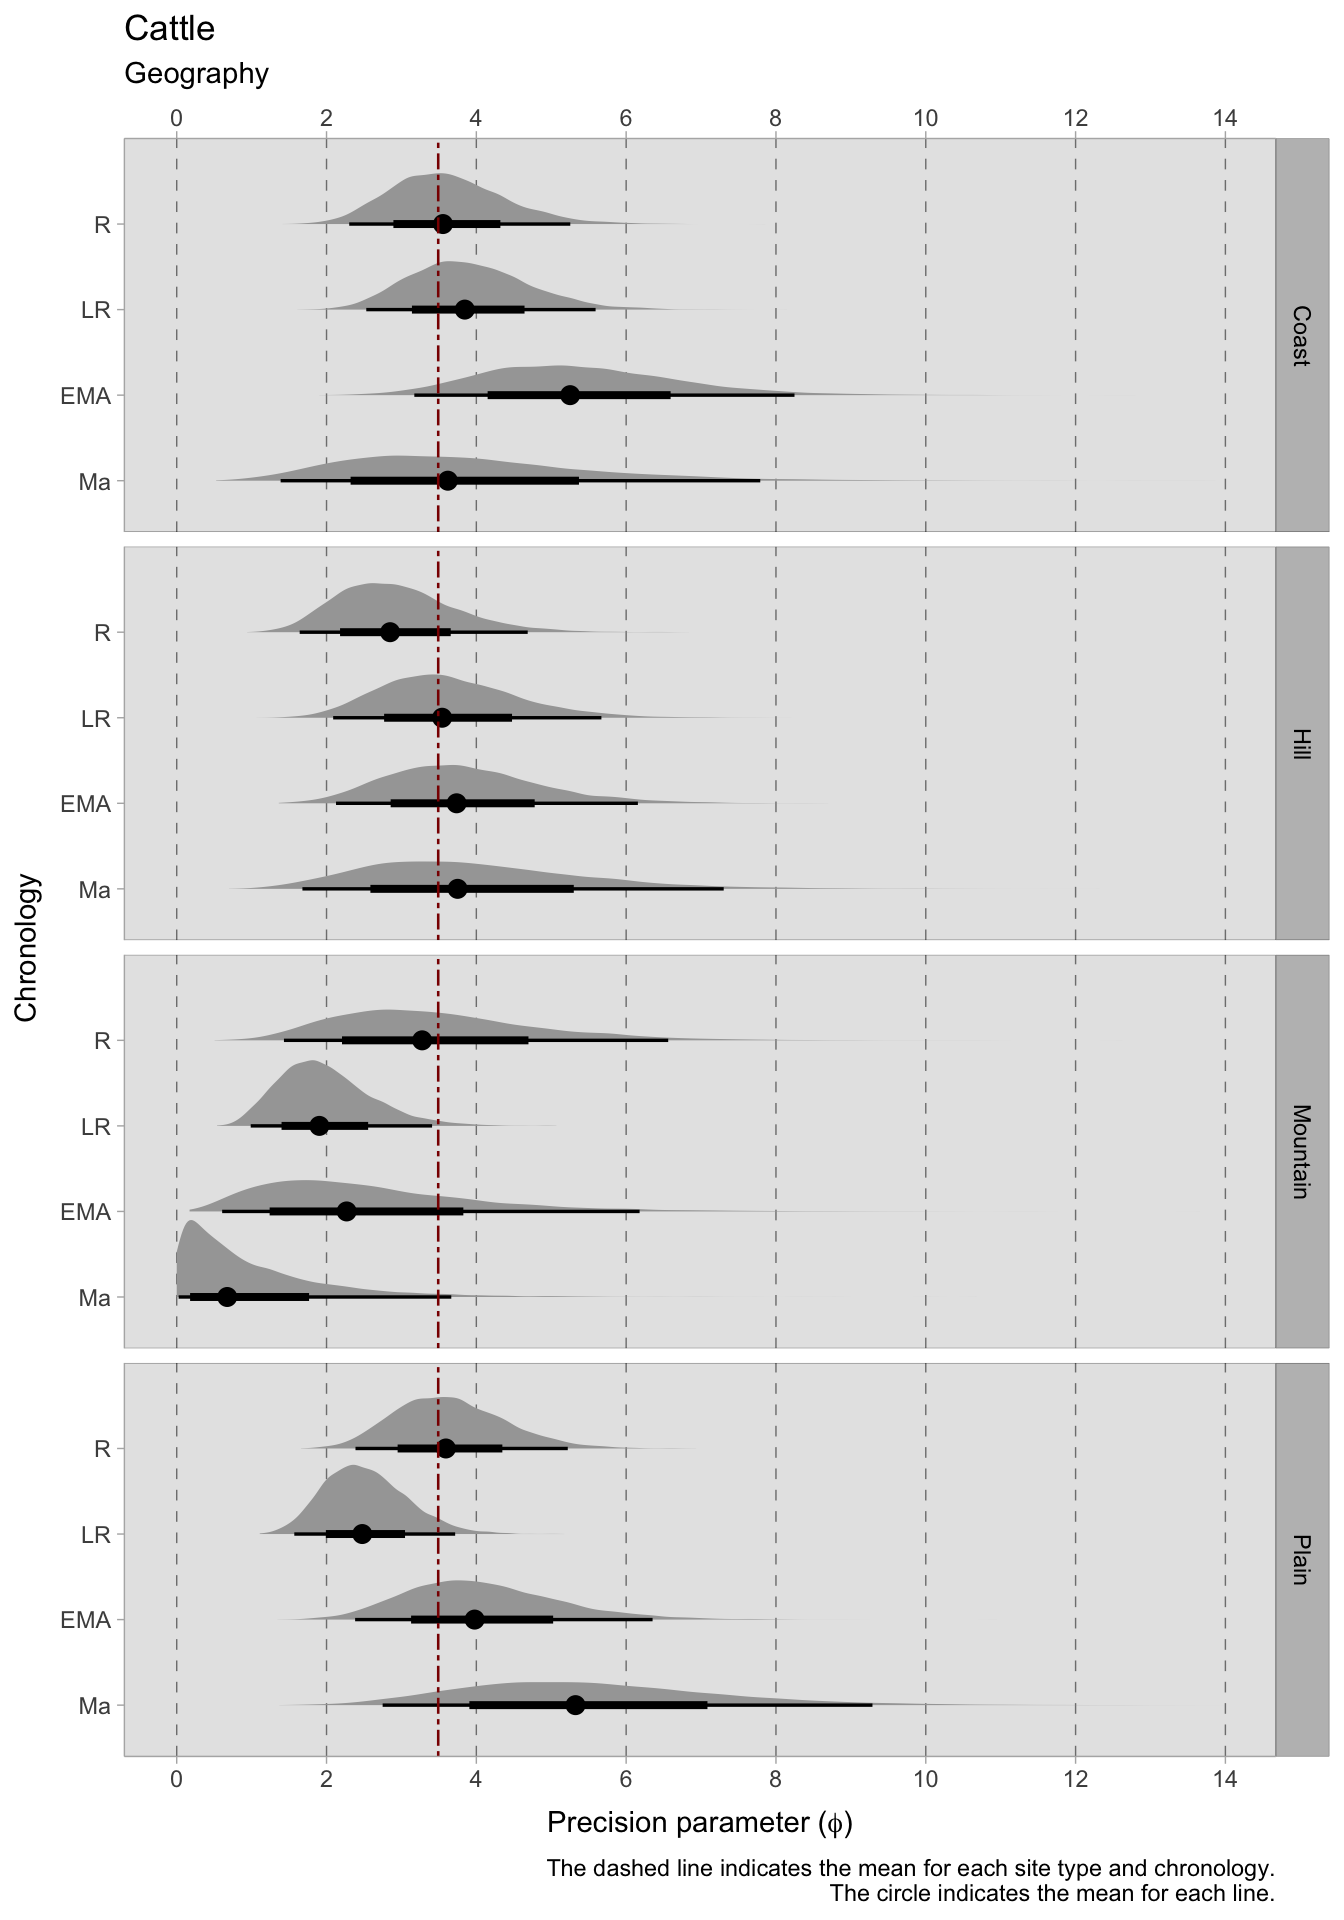 Cattle
Geography
0 2 4 6 8 10 12 14
R
LR
EMA
Ma
Coast
R
LR
EMA
Ma
Hill
Chronology
R
LR
EMA
Ma
Mountain
R
LR
EMA
Ma
Plain
0 2 4 6 8 10 12 14
Precision parameter (ϕ)
The dashed line indicates the mean for each site type and chronology.
The circle indicates the mean for each line.